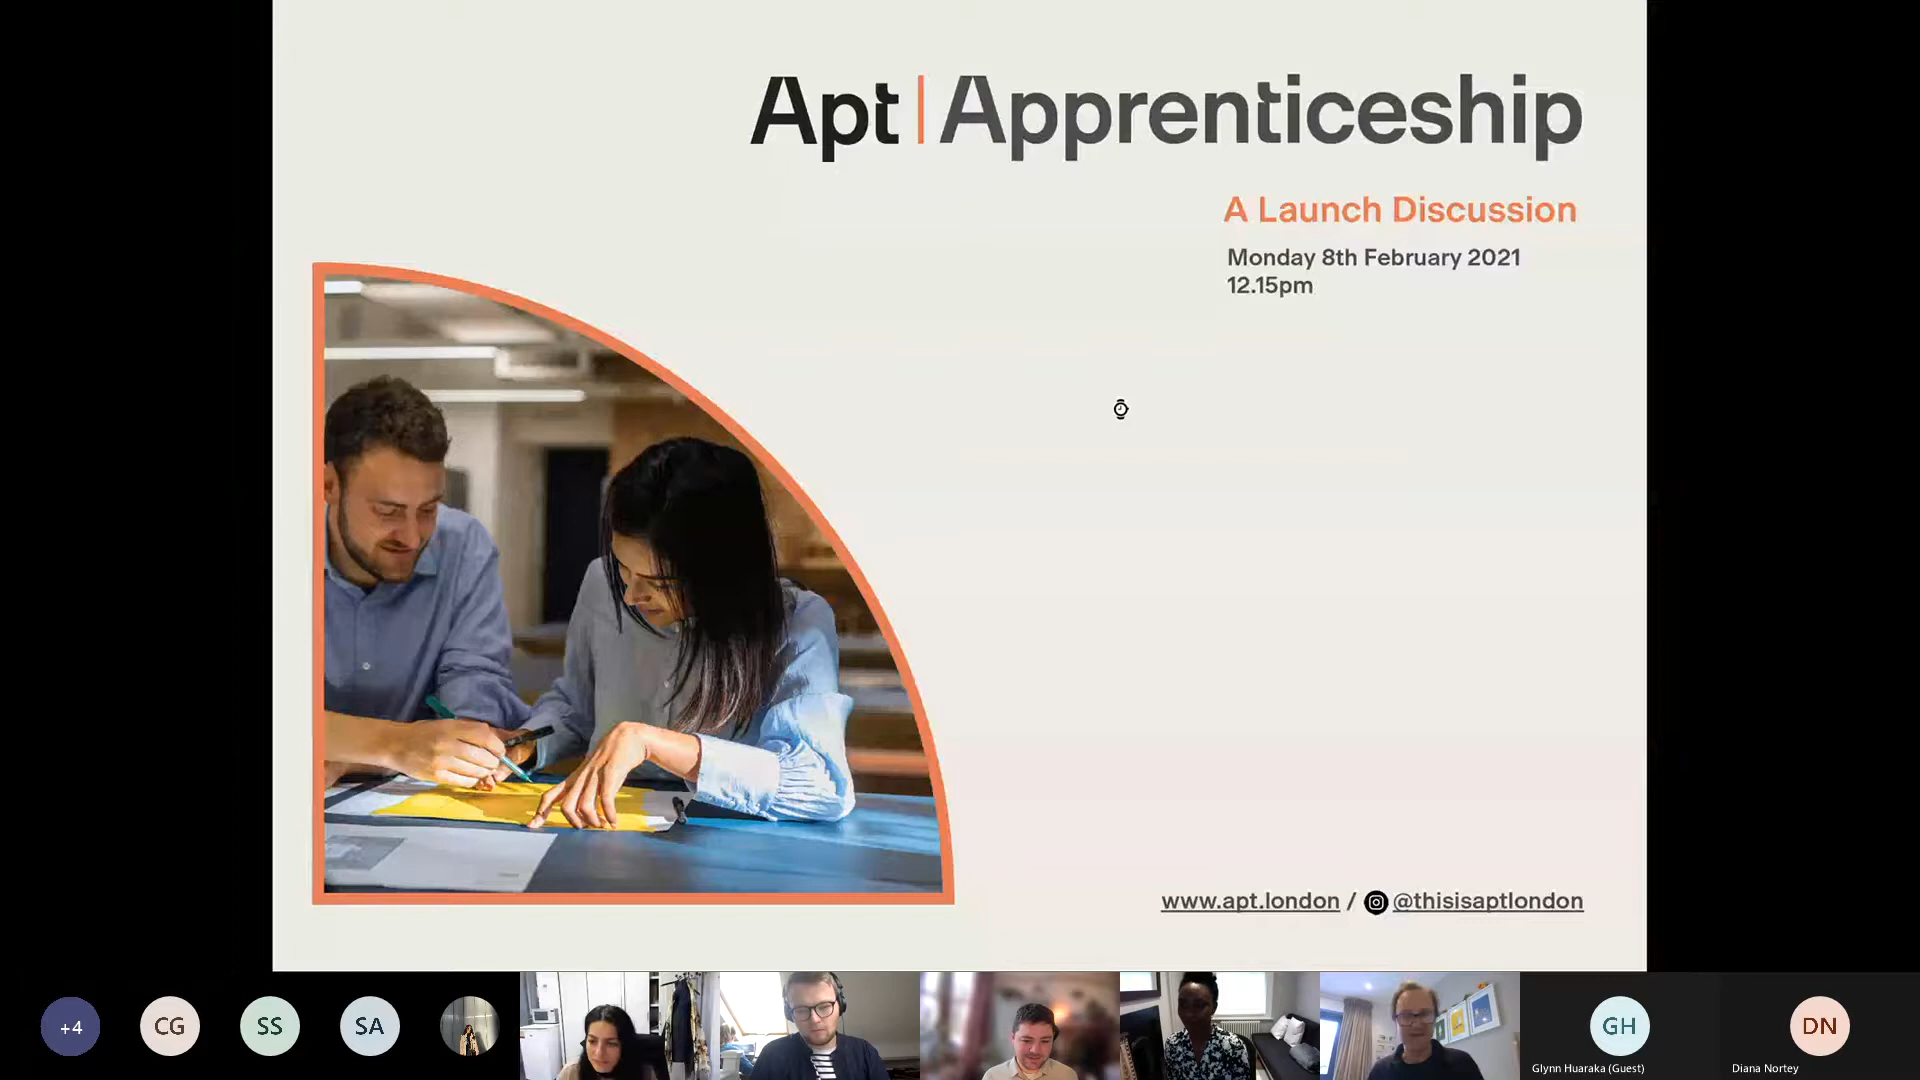 Apt | Apprenticeship
A Launch Discussion
Monday 8th February 2021
12.15pm
www.apt.london / @thisisaptlondon
+4
CG
SS
SA
GH
DN
Glynn Huaraka (Guest)
Diana Nortey